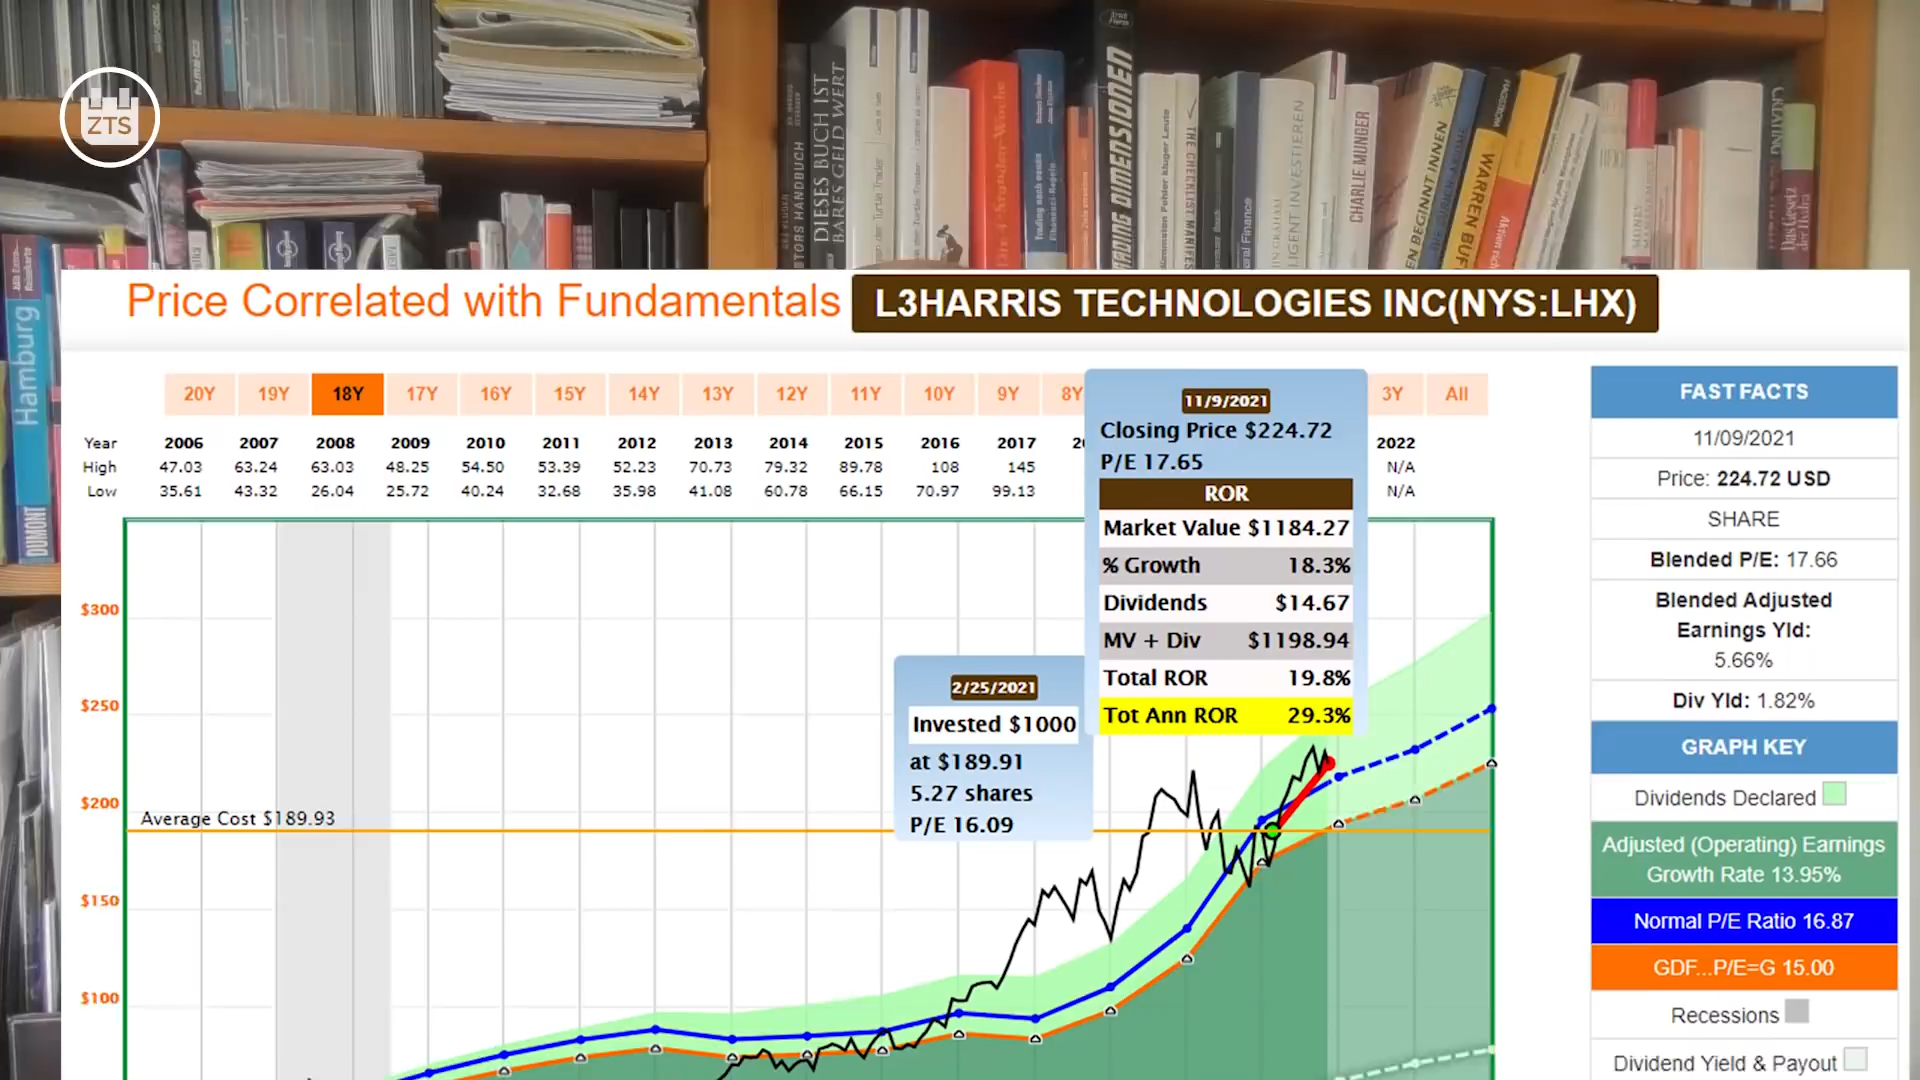 ZTS
HANDBUCH
DIESES BUCH IST
BARES GELD WERT
TRADING DIMENSIONEN
THE CHECKLIST MANIFES
CHARLIE MUNGER
WARREN BUF
Hamburg
DUMONT
Price Correlated with Fundamentals
L3HARRIS TECHNOLOGIES INC(NYS:LHX)
20Y 19Y 18Y 17Y 16Y 15Y 14Y 13Y 12Y 11Y 10Y 9Y 8Y 3Y All
Year 2006 2007 2008 2009 2010 2011 2012 2013 2014 2015 2016 2017 2022
High 47.03 63.24 63.03 48.25 54.50 53.39 52.23 70.73 79.32 89.78 108 145 N/A
Low 35.61 43.32 26.04 25.72 40.24 32.68 35.98 41.08 60.78 66.15 70.97 99.13 N/A
11/9/2021
Closing Price $224.72
P/E 17.65
ROR
Market Value $1184.27
% Growth 18.3%
Dividends $14.67
MV + Div $1198.94
Total ROR 19.8%
Tot Ann ROR 29.3%
2/25/2021
Invested $1000
at $189.91
5.27 shares
P/E 16.09
$300
$250
$200
$150
$100
Average Cost $189.93
FAST FACTS
11/09/2021
Price: 224.72 USD
SHARE
Blended P/E: 17.66
Blended Adjusted
Earnings Yld:
5.66%
Div Yld: 1.82%
GRAPH KEY
Dividends Declared
Adjusted (Operating) Earnings
Growth Rate 13.95%
Normal P/E Ratio 16.87
GDF...P/E=G 15.00
Recessions
Dividend Yield & Payout